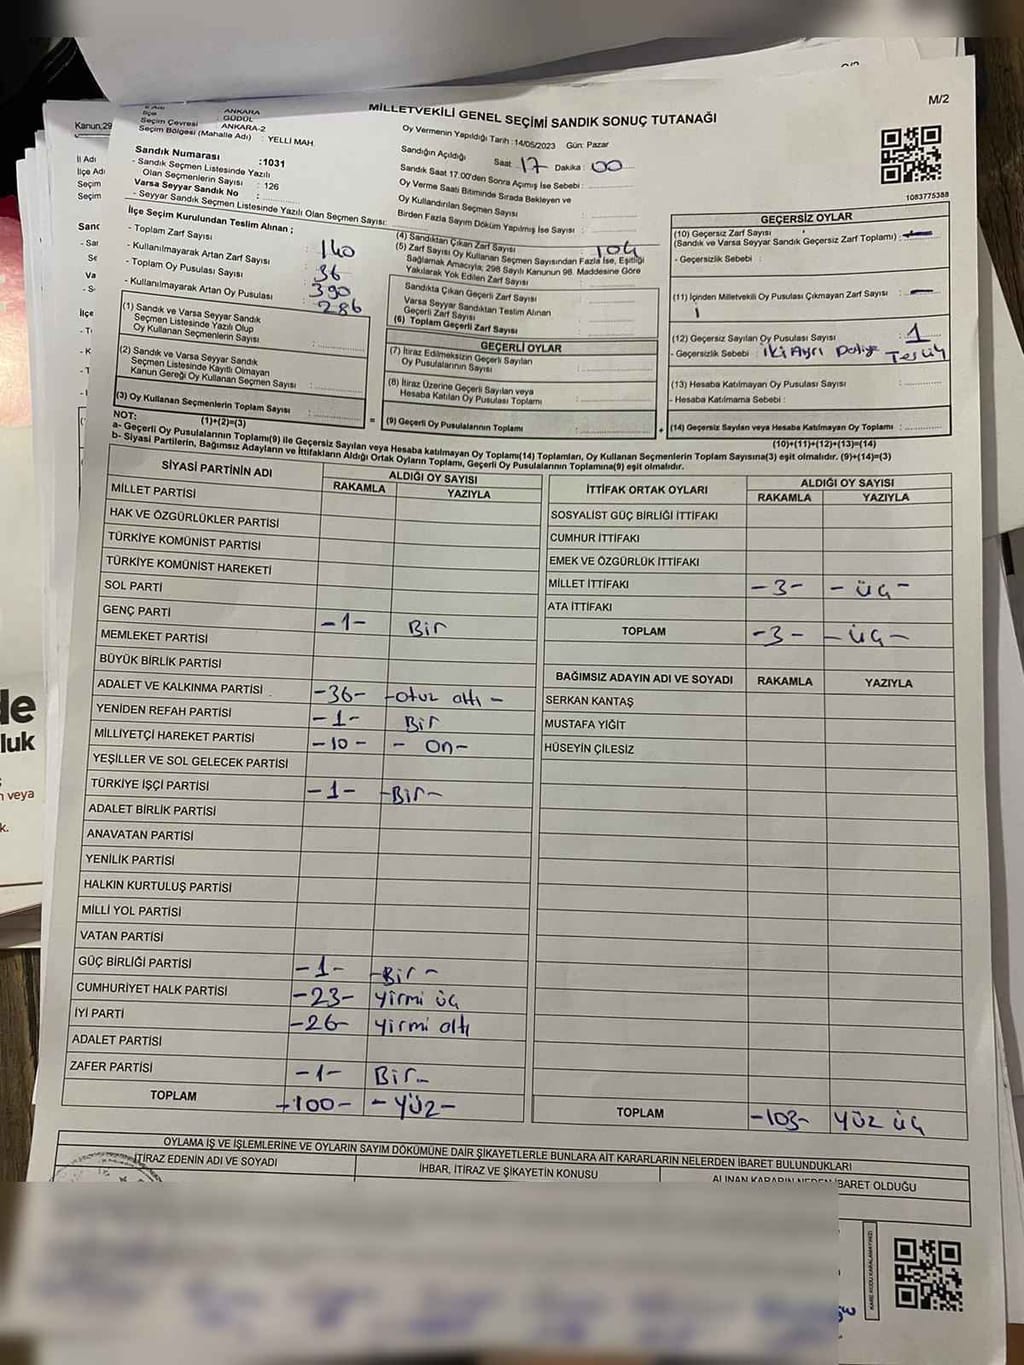 M/2
MİLLETVEKİLİ GENEL SEÇİMİ SANDIK SONUÇ TUTANAĞI
Kanun,29
İl Adı
İlçe Adı
Seçim
Seçim
ANKARA
İlçe GÜDÜL
Seçim Çevresi ANKARA-2
Seçim Bölgesi (Mahalle Adı) : YELLI MAH
Sandık Numarası :1031
- Sandık Seçmen Listesinde Yazılı
Olan Seçmenlerin Sayısı : 126
Varsa Seyyar Sandık No :
- Seyyar Sandık Seçmen Listesinde Yazılı Olan Seçmen Sayısı:
Oy Vermenin Yapıldığı Tarih :14/05/2023 Gün: Pazar
Sandığın Açıldığı Saat: 17 Dakika: 00
Sandık Saat 17.00'den Sonra Açımış İse Sebebi :
Oy Verme Saati Bitiminde Sırada Bekleyen ve
Oy Kullandırılan Seçmen Sayısı :
Birden Fazla Sayım Döküm Yapılmış İse Sayısı :
1083775388
İlçe Seçim Kurulundan Teslim Alınan ;
- Toplam Zarf Sayısı : 140
- Kullanılmayarak Artan Zarf Sayısı : 36
- Toplam Oy Pusulası Sayısı : 390
- Kullanılmayarak Artan Oy Pusulası : 286
(1) Sandık ve Varsa Seyyar Sandık
Seçmen Listesinde Yazılı Olup
Oy Kullanan Seçmenlerin Sayısı :
(2) Sandık ve Varsa Seyyar Sandık
Seçmen Listesinde Kayıtlı Olmayan
Kanun Gereği Oy Kullanan Seçmen Sayısı :
(3) Oy Kullanan Seçmenlerin Toplam Sayısı :
(1)+(2)=(3)
(4) Sandıktan Çıkan Zarf Sayısı : 104
(5) Zarf Sayısı Oy Kullanan Seçmen Sayısından Fazla İse, Eşitliği
Sağlamak Amacıyla; 298 Sayılı Kanunun 98. Maddesine Göre
Yakılarak Yok Edilen Zarf Sayısı :
Sandıkta Çıkan Geçerli Zarf Sayısı :
Varsa Seyyar Sandıktan Teslim Alınan
Geçerli Zarf Sayısı :
(6) Toplam Geçerli Zarf Sayısı :
GEÇERLİ OYLAR
(7) İtiraz Edilmeksizin Geçerli Sayılan
Oy Pusulalarının Sayısı :
(8) İtiraz Üzerine Geçerli Sayılan veya
Hesaba Katılan Oy Pusulası Toplamı :
= (9) Geçerli Oy Pusulalarının Toplamı :
GEÇERSİZ OYLAR
(10) Geçersiz Zarf Sayısı : —
(Sandık ve Varsa Seyyar Sandık Geçersiz Zarf Toplamı)
- Geçersizlik Sebebi :
(11) İçinden Milletvekili Oy Pusulası Çıkmayan Zarf Sayısı : —
(12) Geçersiz Sayılan Oy Pusulası Sayısı : 1
- Geçersizlik Sebebi : İki Ayrı
(13) Hesaba Katılmayan Oy Pusulası Sayısı :
- Hesaba Katılmama Sebebi :
+ (14) Geçersiz Sayılan veya Hesaba Katılmayan Oy Toplamı :
(10)+(11)+(12)+(13)=(14)
NOT:
a- Geçerli Oy Pusulalarının Toplamı(9) ile Geçersiz Sayılan veya Hesaba katılmayan Oy Toplamı(14) Toplamları, Oy Kullanan Seçmenlerin Toplam Sayısına(3) eşit olmalıdır. (9)+(14)=(3)
b- Siyasi Partilerin, Bağımsız Adayların ve İttifakların Aldığı Ortak Oyların Toplamı, Geçerli Oy Pusulalarının Toplamına(9) eşit olmalıdır.
SİYASİ PARTİNİN ADI ALDIĞI OY SAYISI
RAKAMLA YAZIYLA
MİLLET PARTİSİ
HAK VE ÖZGÜRLÜKLER PARTİSİ
TÜRKİYE KOMÜNİST PARTİSİ
TÜRKİYE KOMÜNİST HAREKETİ
SOL PARTİ
GENÇ PARTİ -1- Bir
MEMLEKET PARTİSİ
BÜYÜK BİRLİK PARTİSİ
ADALET VE KALKINMA PARTİSİ -36- -otuz altı -
YENİDEN REFAH PARTİSİ -1- Bir
MİLLİYETÇİ HAREKET PARTİSİ -10- - On-
YEŞİLLER VE SOL GELECEK PARTİSİ
TÜRKİYE İŞÇİ PARTİSİ -1- -Bir-
ADALET BİRLİK PARTİSİ
ANAVATAN PARTİSİ
YENİLİK PARTİSİ
HALKIN KURTULUŞ PARTİSİ
MİLLİ YOL PARTİSİ
VATAN PARTİSİ
GÜÇ BİRLİĞİ PARTİSİ -1- -Bir-
CUMHURİYET HALK PARTİSİ -23- yirmi üç
İYİ PARTİ -26- yirmi altı
ADALET PARTİSİ
ZAFER PARTİSİ -1- Bir-
TOPLAM -100- -YÜZ-
İTTİFAK ORTAK OYLARI ALDIĞI OY SAYISI
RAKAMLA YAZIYLA
SOSYALİST GÜÇ BİRLİĞİ İTTİFAKI
CUMHUR İTTİFAKI
EMEK VE ÖZGÜRLÜK İTTİFAKI
MİLLET İTTİFAKI -3- - üç -
ATA İTTİFAKI
TOPLAM -3- -üç-
BAĞIMSIZ ADAYIN ADI VE SOYADI RAKAMLA YAZIYLA
SERKAN KANTAŞ
MUSTAFA YİĞİT
HÜSEYİN ÇİLESİZ
TOPLAM -103- YÜZ üç
OYLAMA İŞ VE İŞLEMLERİNE VE OYLARIN SAYIM DÖKÜMÜNE DAİR ŞİKAYETLERLE BUNLARA AİT KARARLARIN NELERDEN İBARET BULUNDUKLARI
İTİRAZ EDENİN ADI VE SOYADI İHBAR, İTİRAZ VE ŞİKAYETİN KONUSU ALINAN KARARIN NEDEN İBARET OLDUĞU
KARE KODU KARALAMAYINIZ!
de
luk
n veya
k.